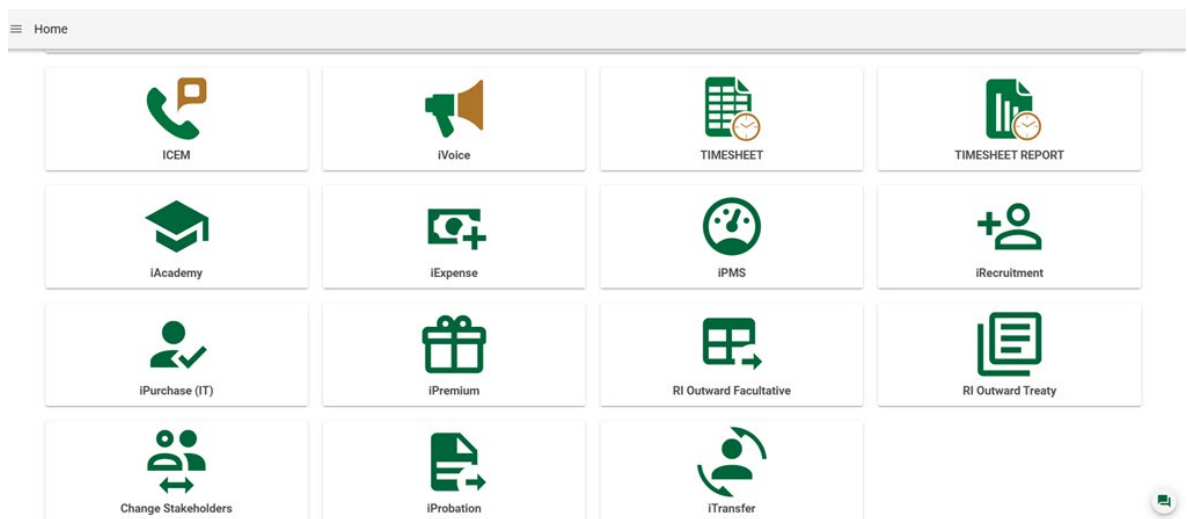 Home
ICEM
iVoice
TIMESHEET
TIMESHEET REPORT
iAcademy
iExpense
iPMS
iRecruitment
iPurchase (IT)
iPremium
RI Outward Facultative
RI Outward Treaty
Change Stakeholders
iProbation
iTransfer